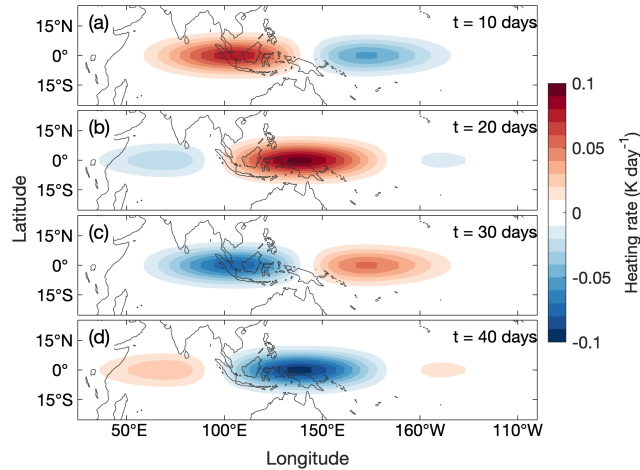 (a)
t = 10 days
15°N
0°
15°S
(b)
t = 20 days
15°N
0°
15°S
(c)
t = 30 days
15°N
0°
15°S
(d)
t = 40 days
15°N
0°
15°S
50°E 100°E 150°E 160°W 110°W
Longitude
Latitude
0.1
0.05
0
-0.05
-0.1
Heating rate (K day⁻¹)